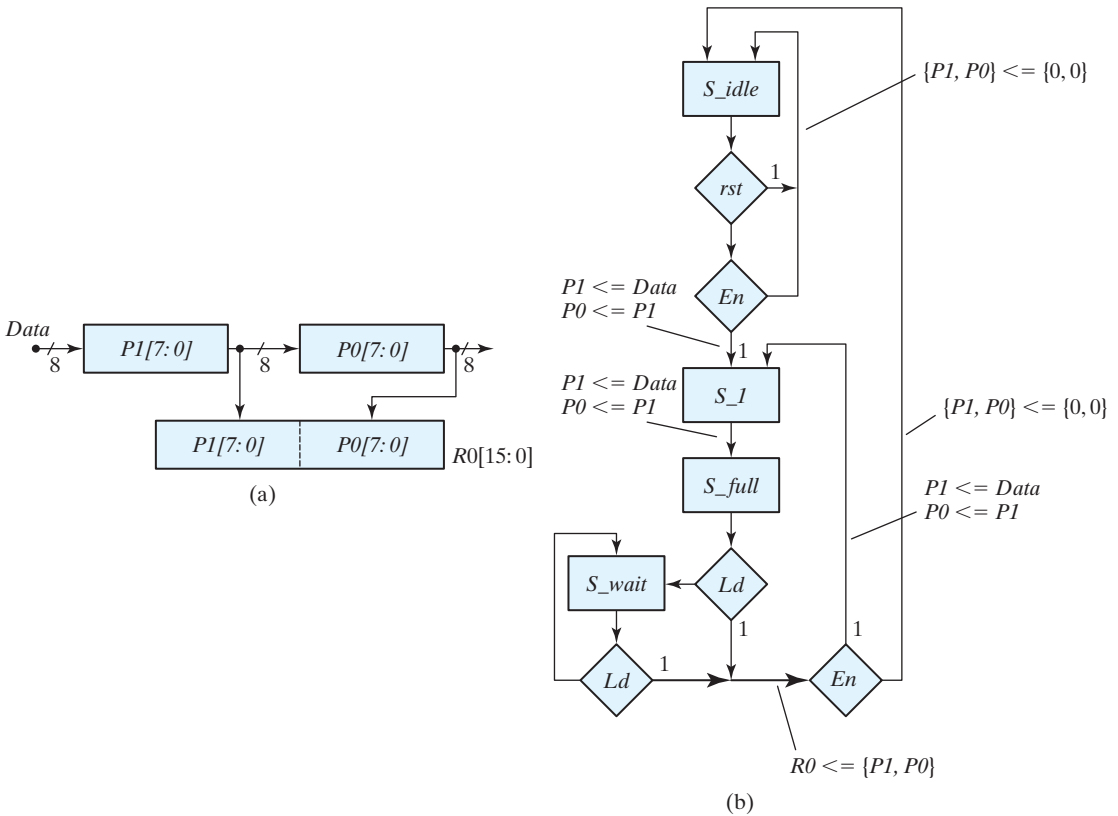 Data
8
P1[7:0]
8
P0[7:0]
8
P1[7:0]
P0[7:0]
R0[15:0]
(a)
S_idle
{P1, P0} <= {0, 0}
rst
1
En
P1 <= Data
P0 <= P1
1
S_1
P1 <= Data
P0 <= P1
{P1, P0} <= {0, 0}
S_full
P1 <= Data
P0 <= P1
S_wait
Ld
1
1
Ld
1
En
R0 <= {P1, P0}
(b)